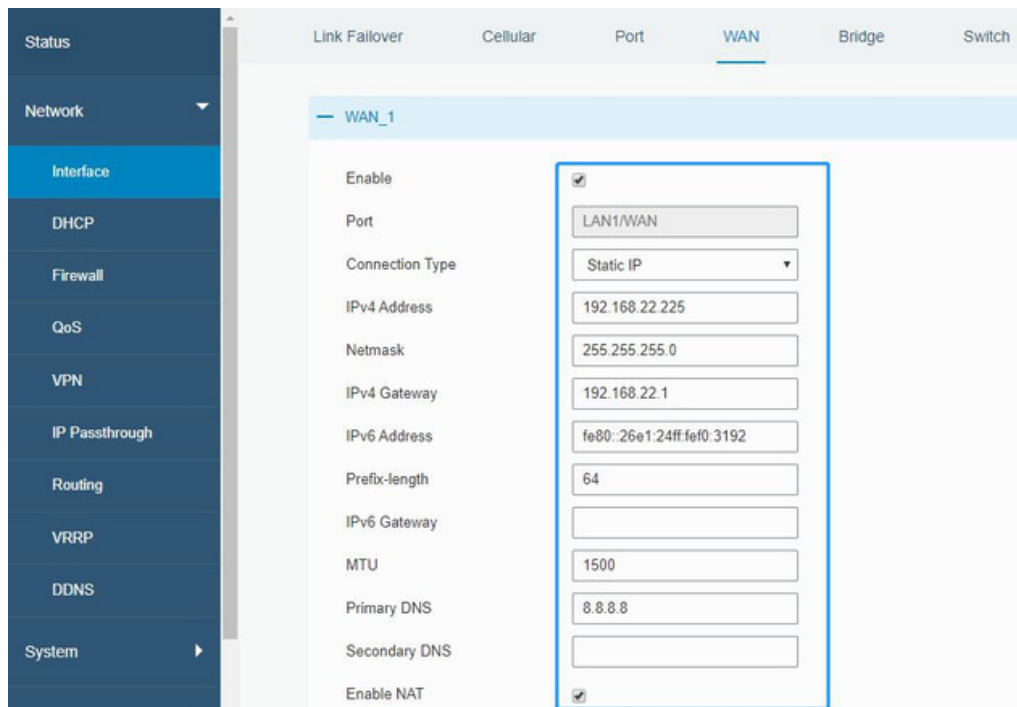 Status
Network
Interface
DHCP
Firewall
QoS
VPN
IP Passthrough
Routing
VRRP
DDNS
System
Link Failover Cellular Port WAN Bridge Switch
WAN_1
Enable
Port LAN1/WAN
Connection Type Static IP
IPv4 Address 192.168.22.225
Netmask 255.255.255.0
IPv4 Gateway 192.168.22.1
IPv6 Address fe80::26e1:24ff:fef0:3192
Prefix-length 64
IPv6 Gateway
MTU 1500
Primary DNS 8.8.8.8
Secondary DNS
Enable NAT